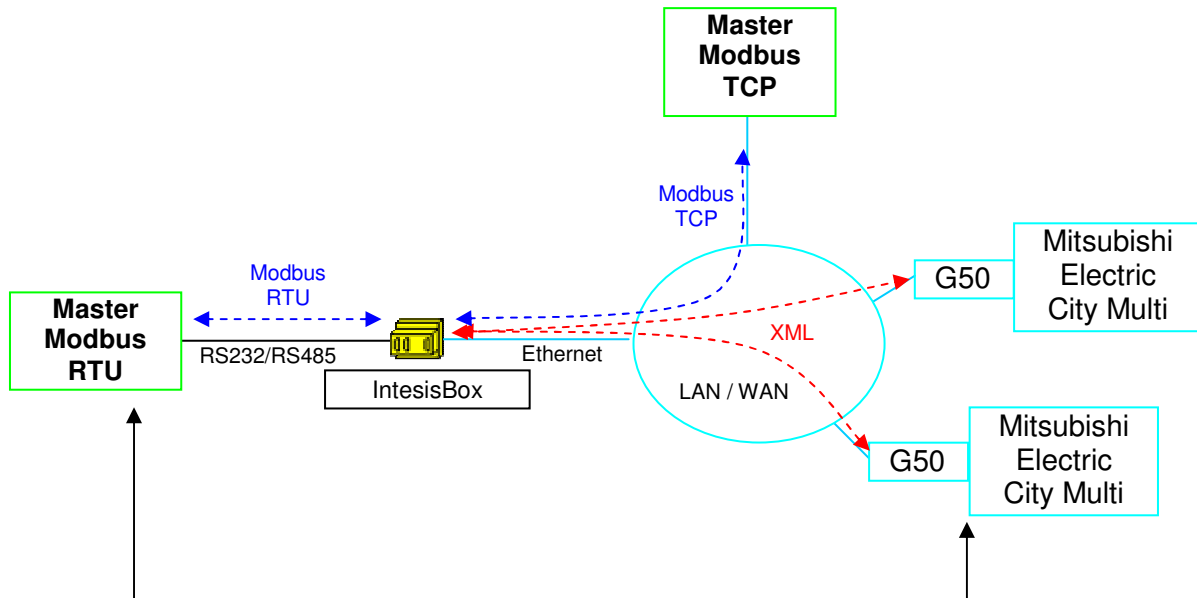 Master
Modbus
TCP
Modbus
TCP
Mitsubishi
Electric
City Multi
G50
Modbus
RTU
Master
Modbus
RTU
RS232/RS485
IntesisBox
Ethernet
XML
LAN / WAN
G50
Mitsubishi
Electric
City Multi